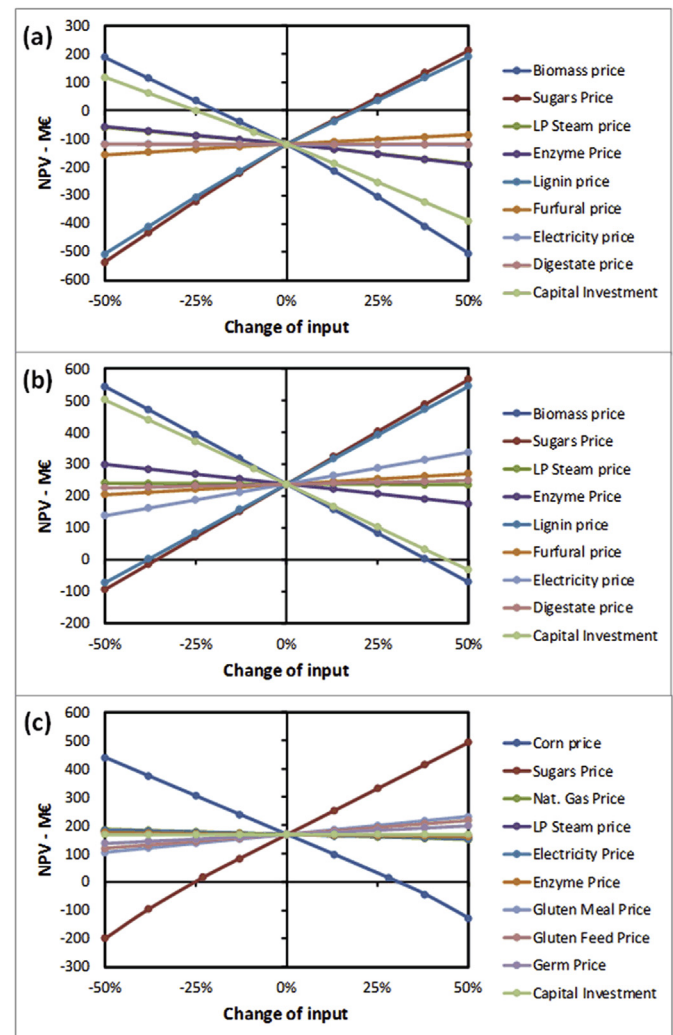 (a)
300
200
100
0
-100
-200
-300
-400
-500
-600
NPV - M€
-50%
-25%
0%
25%
50%
Change of input
Biomass price
Sugars Price
LP Steam price
Enzyme Price
Lignin price
Furfural price
Electricity price
Digestate price
Capital Investment
(b)
600
500
400
300
200
100
0
-100
-200
NPV - M€
-50%
-25%
0%
25%
50%
Change of input
Biomass price
Sugars Price
LP Steam price
Enzyme Price
Lignin price
Furfural price
Electricity price
Digestate price
Capital Investment
(c)
600
500
400
300
200
100
0
-100
-200
-300
NPV - M€
-50%
-25%
0%
25%
50%
Change of input
Corn price
Sugars Price
Nat. Gas Price
LP Steam price
Electricity Price
Enzyme Price
Gluten Meal Price
Gluten Feed Price
Germ Price
Capital Investment